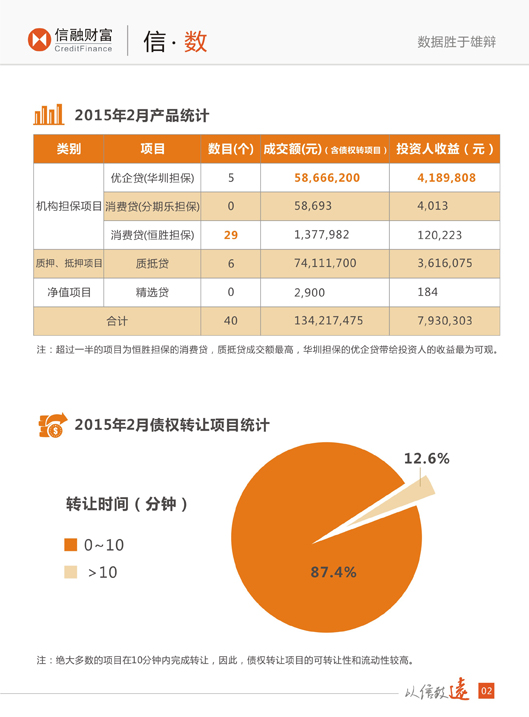 信融财富
CreditFinance
信·数
数据胜于雄辩
2015年2月产品统计
类别 项目 数目(个) 成交额(元)(含债权转项目) 投资人收益(元)
机构担保项目 优企贷(华圳担保) 5 58,666,200 4,189,808
消费贷(分期乐担保) 0 58,693 4,013
消费贷(恒胜担保) 29 1,377,982 120,223
质押、抵押项目 质抵贷 6 74,111,700 3,616,075
净值项目 精选贷 0 2,900 184
合计 40 134,217,475 7,930,303
注：超过一半的项目为恒胜担保的消费贷，质抵贷成交额最高，华圳担保的优企贷带给投资人的收益最为可观。
2015年2月债权转让项目统计
12.6%
转让时间(分钟)
0~10
>10
87.4%
注：绝大多数的项目在10分钟内完成转让，因此，债权转让项目的可转让性和流动性较高。
以信致远 02